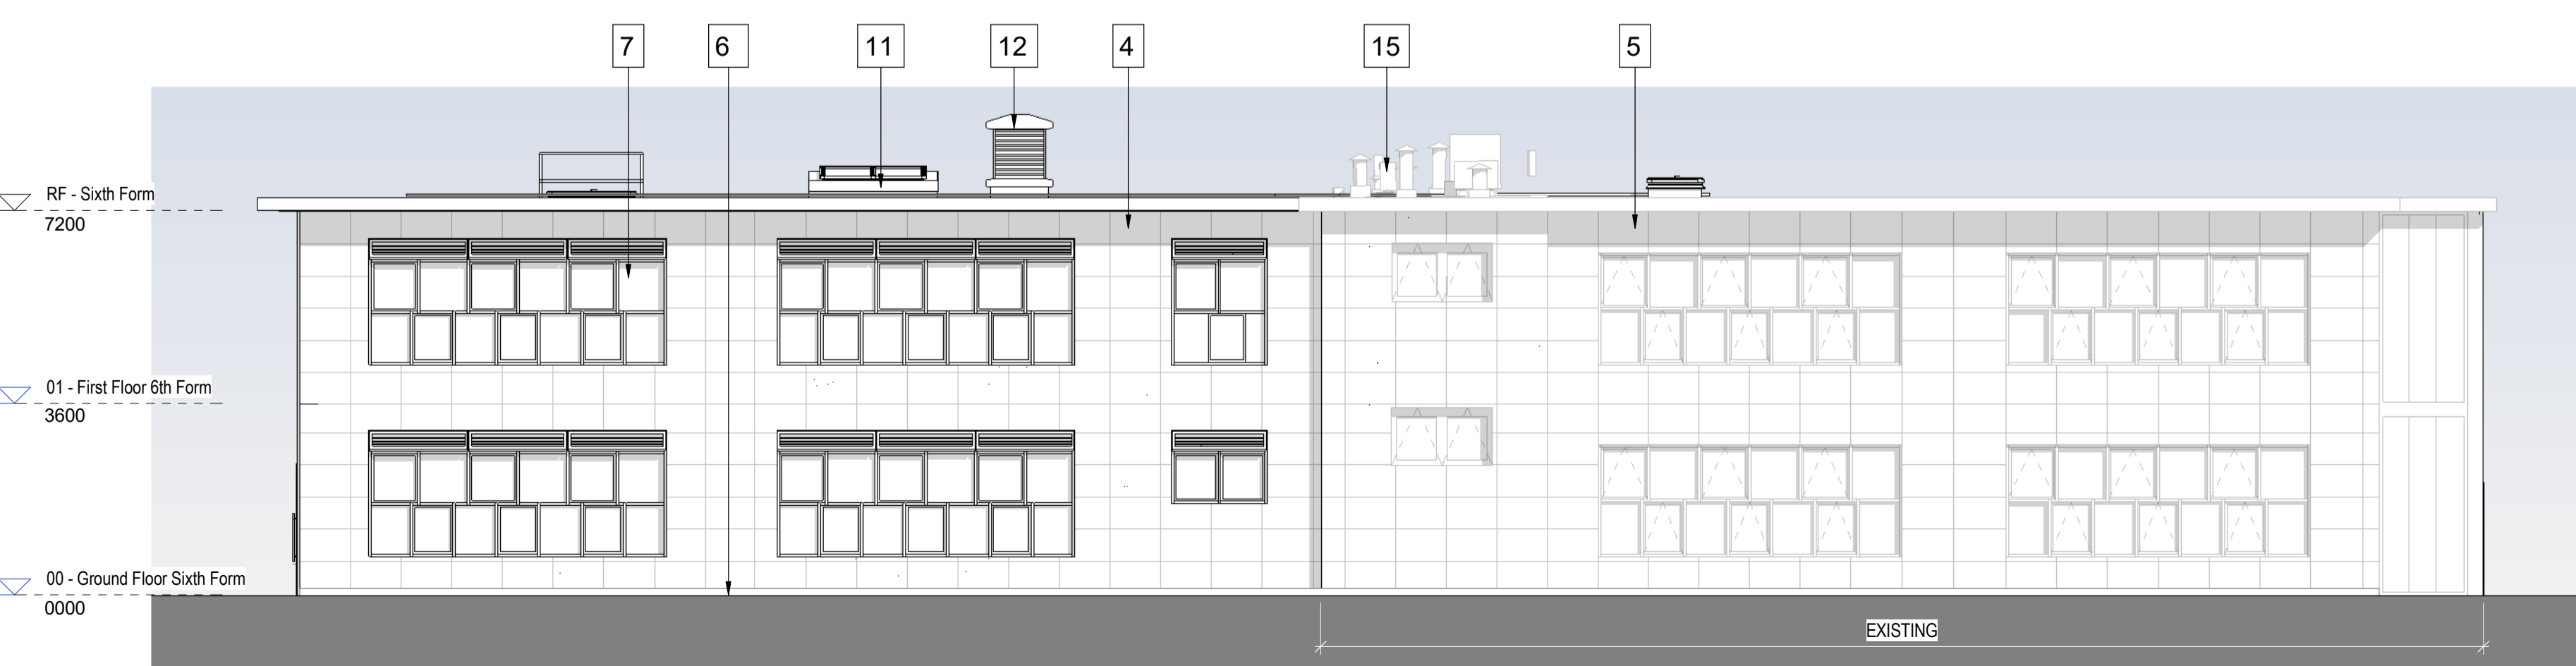 7
6
11
12
4
15
5
RF - Sixth Form
7200
01 - First Floor 6th Form
3600
00 - Ground Floor Sixth Form
0000
EXISTING